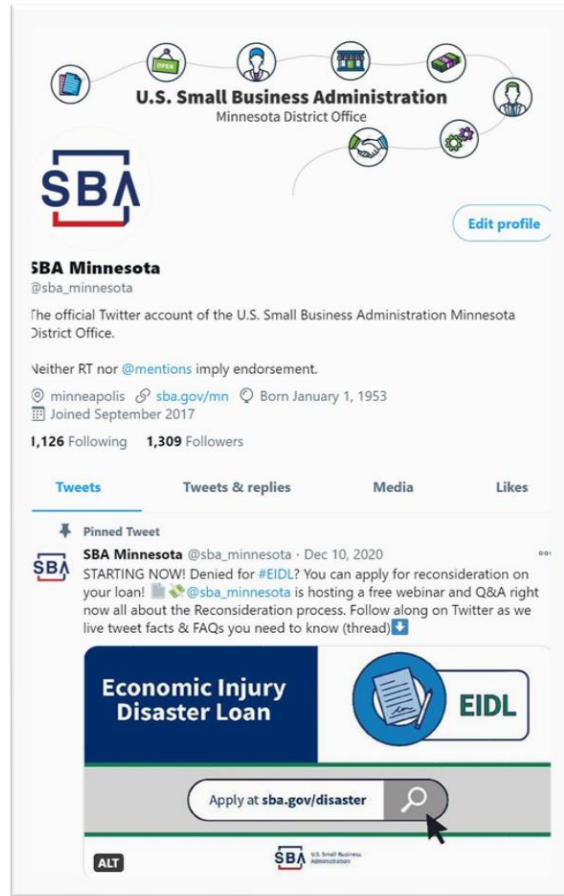 OPEN
U.S. Small Business Administration
Minnesota District Office
SBA
Edit profile
SBA Minnesota
@sba_minnesota
The official Twitter account of the U.S. Small Business Administration Minnesota
District Office.
Neither RT nor @mentions imply endorsement.
minneapolis sba.gov/mn Born January 1, 1953
Joined September 2017
1,126 Following 1,309 Followers
Tweets Tweets & replies Media Likes
Pinned Tweet
SBA
SBA Minnesota @sba_minnesota · Dec 10, 2020
STARTING NOW! Denied for #EIDL? You can apply for reconsideration on
your loan! @sba_minnesota is hosting a free webinar and Q&A right
now all about the Reconsideration process. Follow along on Twitter as we
live tweet facts & FAQs you need to know (thread)
Economic Injury
Disaster Loan
EIDL
Apply at sba.gov/disaster
ALT
SBA
U.S. Small Business
Administration